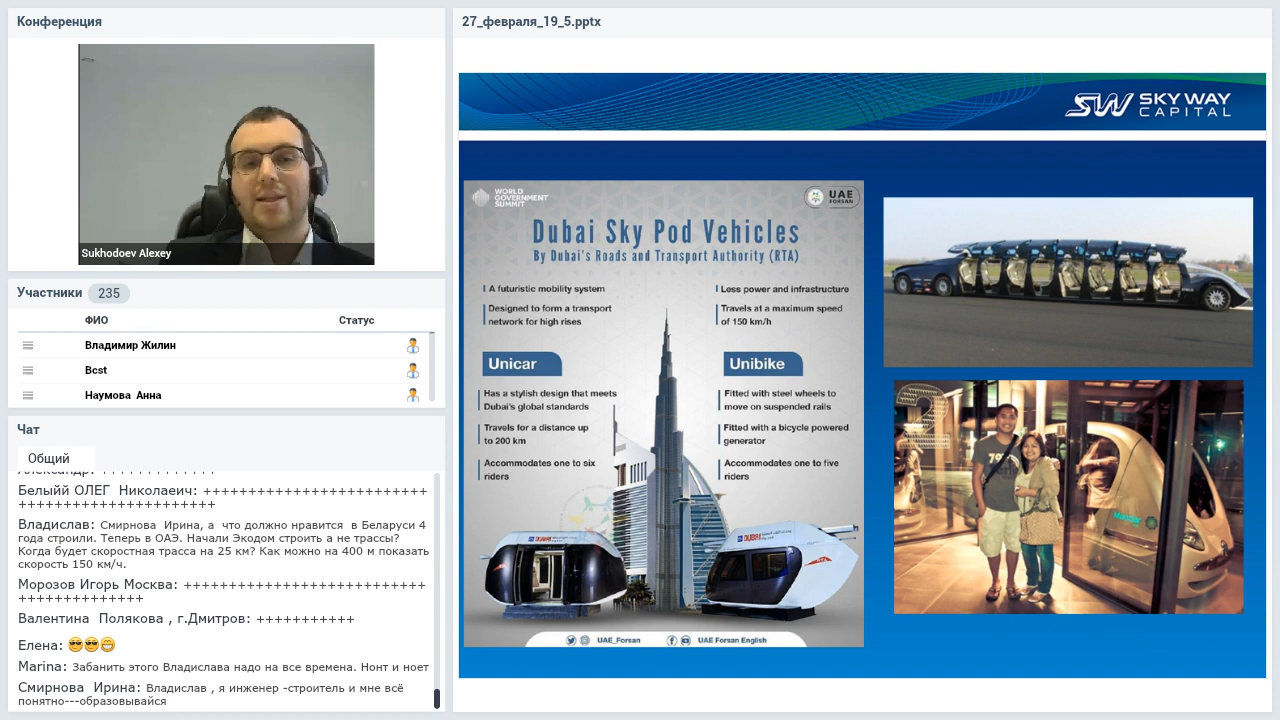 Конференция
Sukhodoev Alexey
Участники 235
ФИО Статус
Владимир Жилин
Bcst
Наумова Анна
Чат
Общий
Белыйй ОЛЕГ Николаеич: +++++++++++++++++++++++++
++++++++++++++++++++++
Владислав: Смирнова Ирина, а что должно нравится в Беларуси 4
года строили Теперь в ОАЭ. Начали Экодом строить а не трассы?
Когда будет скоростная трасса на 25 км? Как можно на 400 м показать
скорость 150 км/ч.
Морозов Игорь Москва: +++++++++++++++++++++++++++
++++++++++++++
Валентина Полякова , г.Дмитров: +++++++++++
Елена: 😎😎😁
Marina: Забанить этого Владислава надо на все времена. Нонт и ноет
Смирнова Ирина: Владислав , я инженер -строитель и мне всё
понятно---образовывайся
27_февраля_19_5.pptx
SW SKY WAY
CAPITAL
WORLD
GOVERNMENT
SUMMIT
UAE
FORSAN
Dubai Sky Pod Vehicles
By Dubai's Roads and Transport Authority (RTA)
A futuristic mobility system
Designed to form a transport
network for high rises
Less power and infrastructure
Travels at a maximum speed
of 150 km/h
Unicar
Has a stylish design that meets
Dubai's global standards
Travels for a distance up
to 200 km
Accommodates one to six
riders
Unibike
Fitted with steel wheels to
move on suspended rails
Fitted with a bicycle powered
generator
Accommodates one to five
riders
DUBAI
DUBAI
UAE_Forsan
UAE Forsan English
2
79